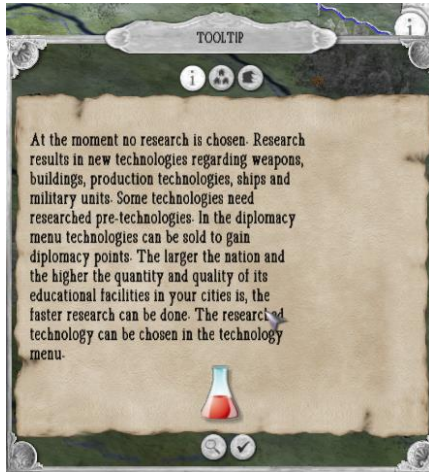 TOOLTIP
At the moment no research is chosen. Research
results in new technologies regarding weapons,
buildings, production technologies, ships and
military units. Some technologies need
researched pre-technologies. In the diplomacy
menu technologies can be sold to gain
diplomacy points. The larger the nation and
the higher the quantity and quality of its
educational facilities in your cities is, the
faster research can be done. The researched
technology can be chosen in the technology
menu.